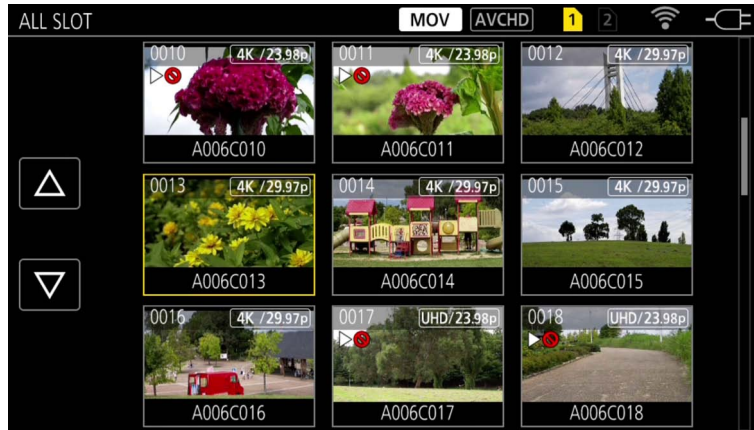 ALL SLOT MOV AVCHD 1 2
0010 4K /23.98p 0011 4K /23.98p 0012 4K /29.97p
A006C010 A006C011 A006C012
0013 4K /29.97p 0014 4K /29.97p 0015 4K /29.97p
A006C013 A006C014 A006C015
0016 4K /29.97p 0017 UHD/23.98p 0018 UHD/23.98p
A006C016 A006C017 A006C018